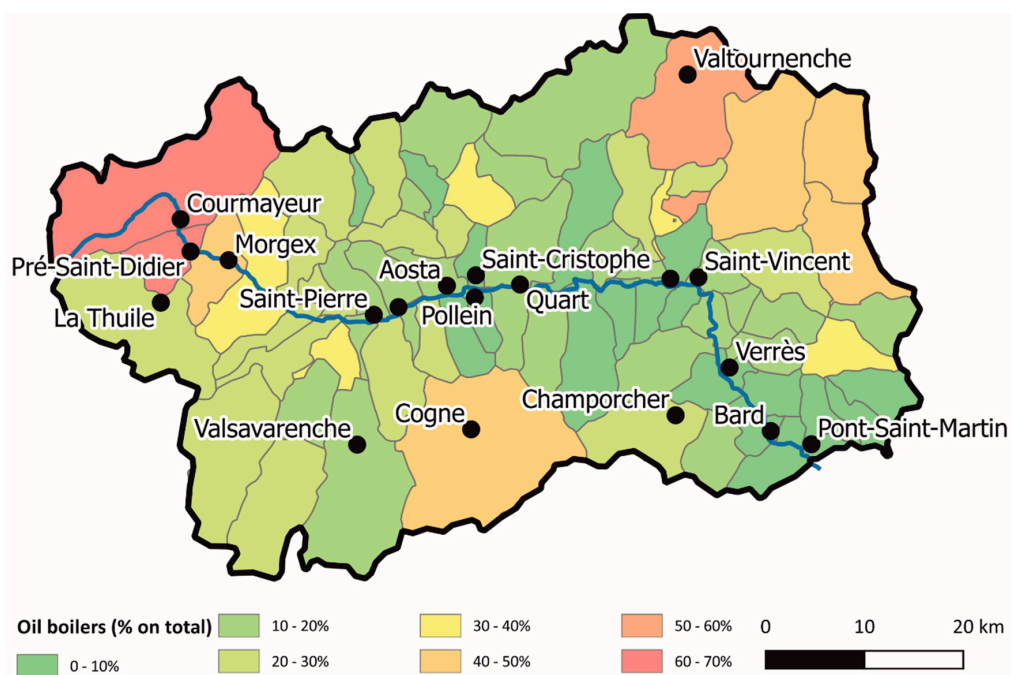 Valtournenche
Courmayeur
Morgex
Pré-Saint-Didier
La Thuile
Saint-Cristophe
Saint-Vincent
Aosta
Saint-Pierre
Pollein
Quart
Verrès
Champorcher
Cogne
Bard
Valsavarenche
Pont-Saint-Martin
Oil boilers (% on total)
0 - 10%
10 - 20%
20 - 30%
30 - 40%
40 - 50%
50 - 60%
60 - 70%
0 10 20 km